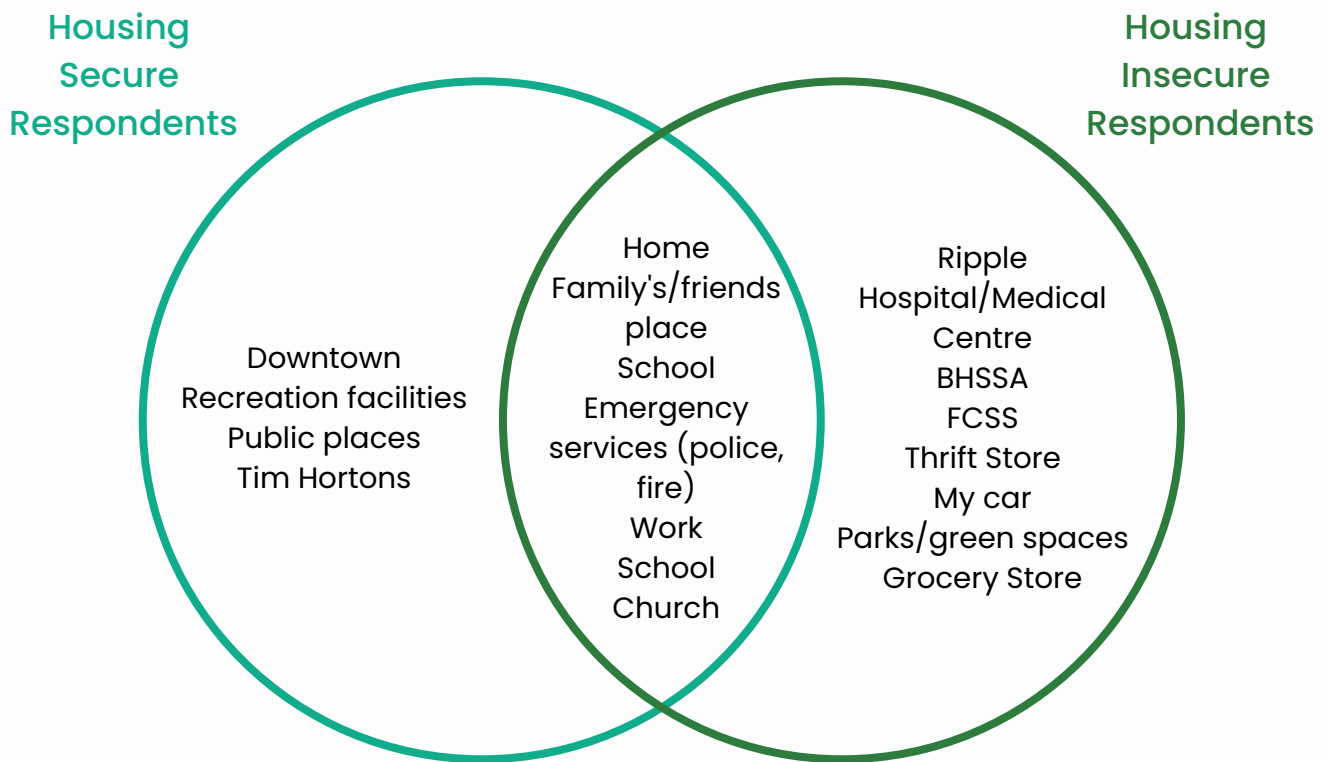 Housing
Secure
Respondents
Housing
Insecure
Respondents
Downtown
Recreation facilities
Public places
Tim Hortons
Home
Family's/friends
place
School
Emergency
services (police,
fire)
Work
School
Church
Ripple
Hospital/Medical
Centre
BHSSA
FCSS
Thrift Store
My car
Parks/green spaces
Grocery Store